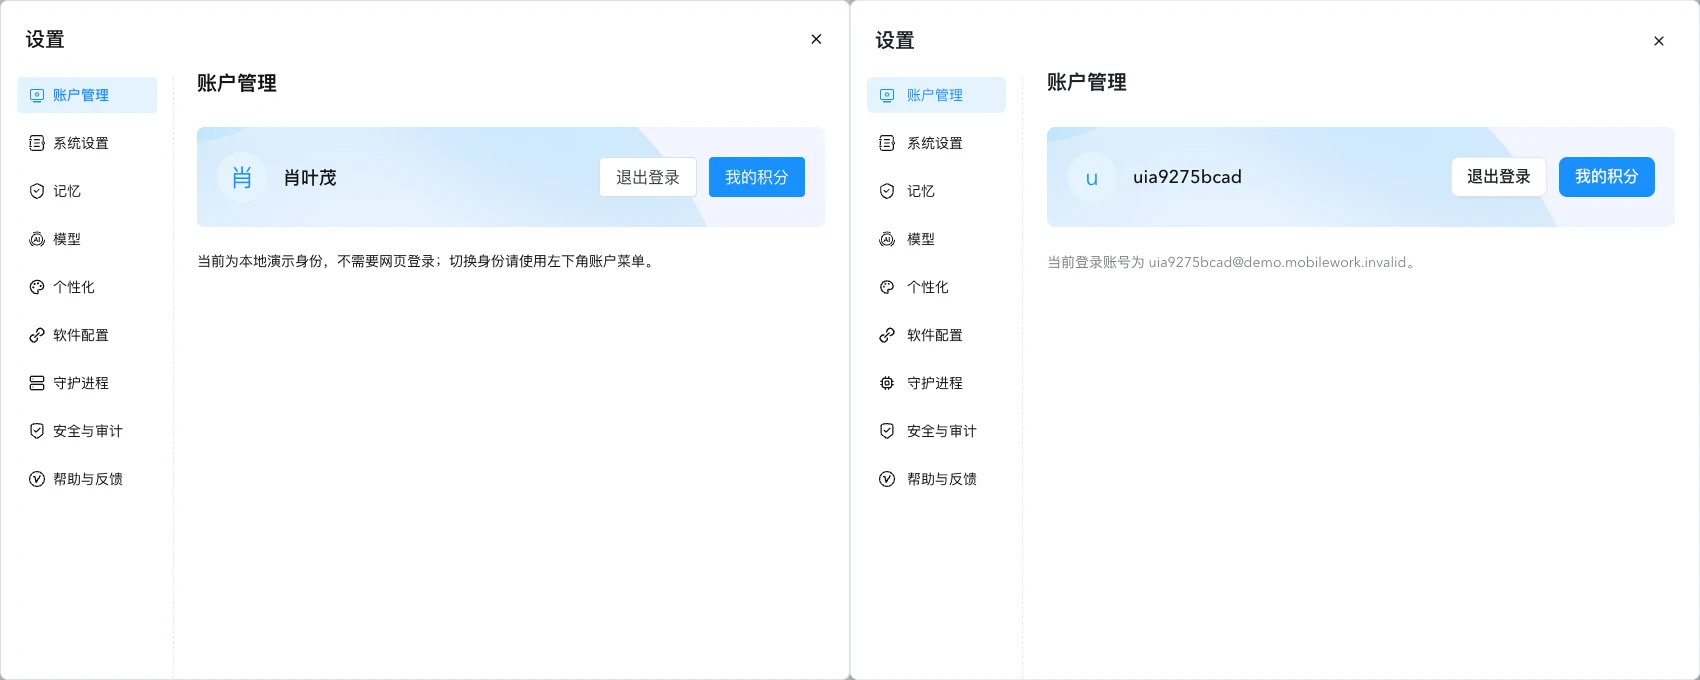 设置
账户管理
系统设置
记忆
模型
个性化
软件配置
守护进程
安全与审计
帮助与反馈
账户管理
肖
肖叶茂
退出登录
我的积分
当前为本地演示身份，不需要网页登录；切换身份请使用左下角账户菜单。
设置
账户管理
系统设置
记忆
模型
个性化
软件配置
守护进程
安全与审计
帮助与反馈
账户管理
u
uia9275bcad
退出登录
我的积分
当前登录账号为 uia9275bcad@demo.mobilework.invalid。